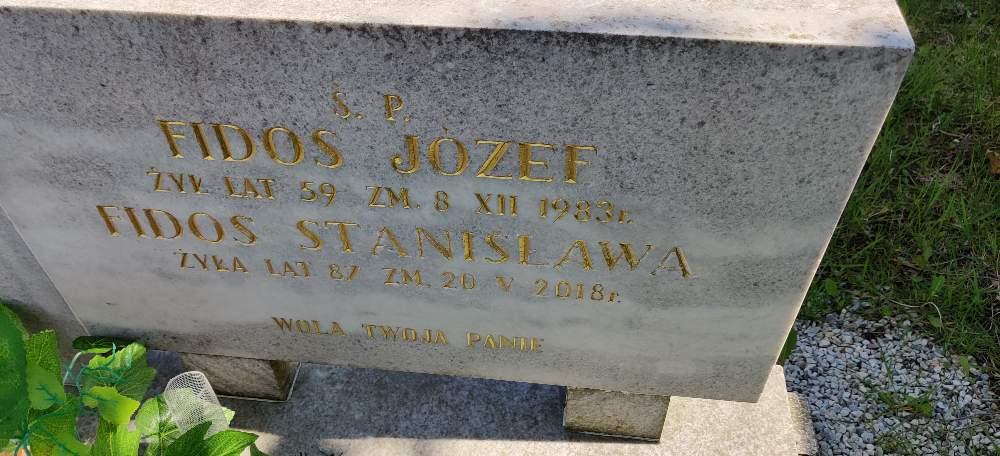 Ś. P.
FIDOS JÓZEF
ŻYŁ LAT 59 ZM. 8 XII 1983r.
FIDOS STANISŁAWA
ŻYŁA LAT 87 ZM. 20 V 2018r.
WOLA TWOJA PANIE